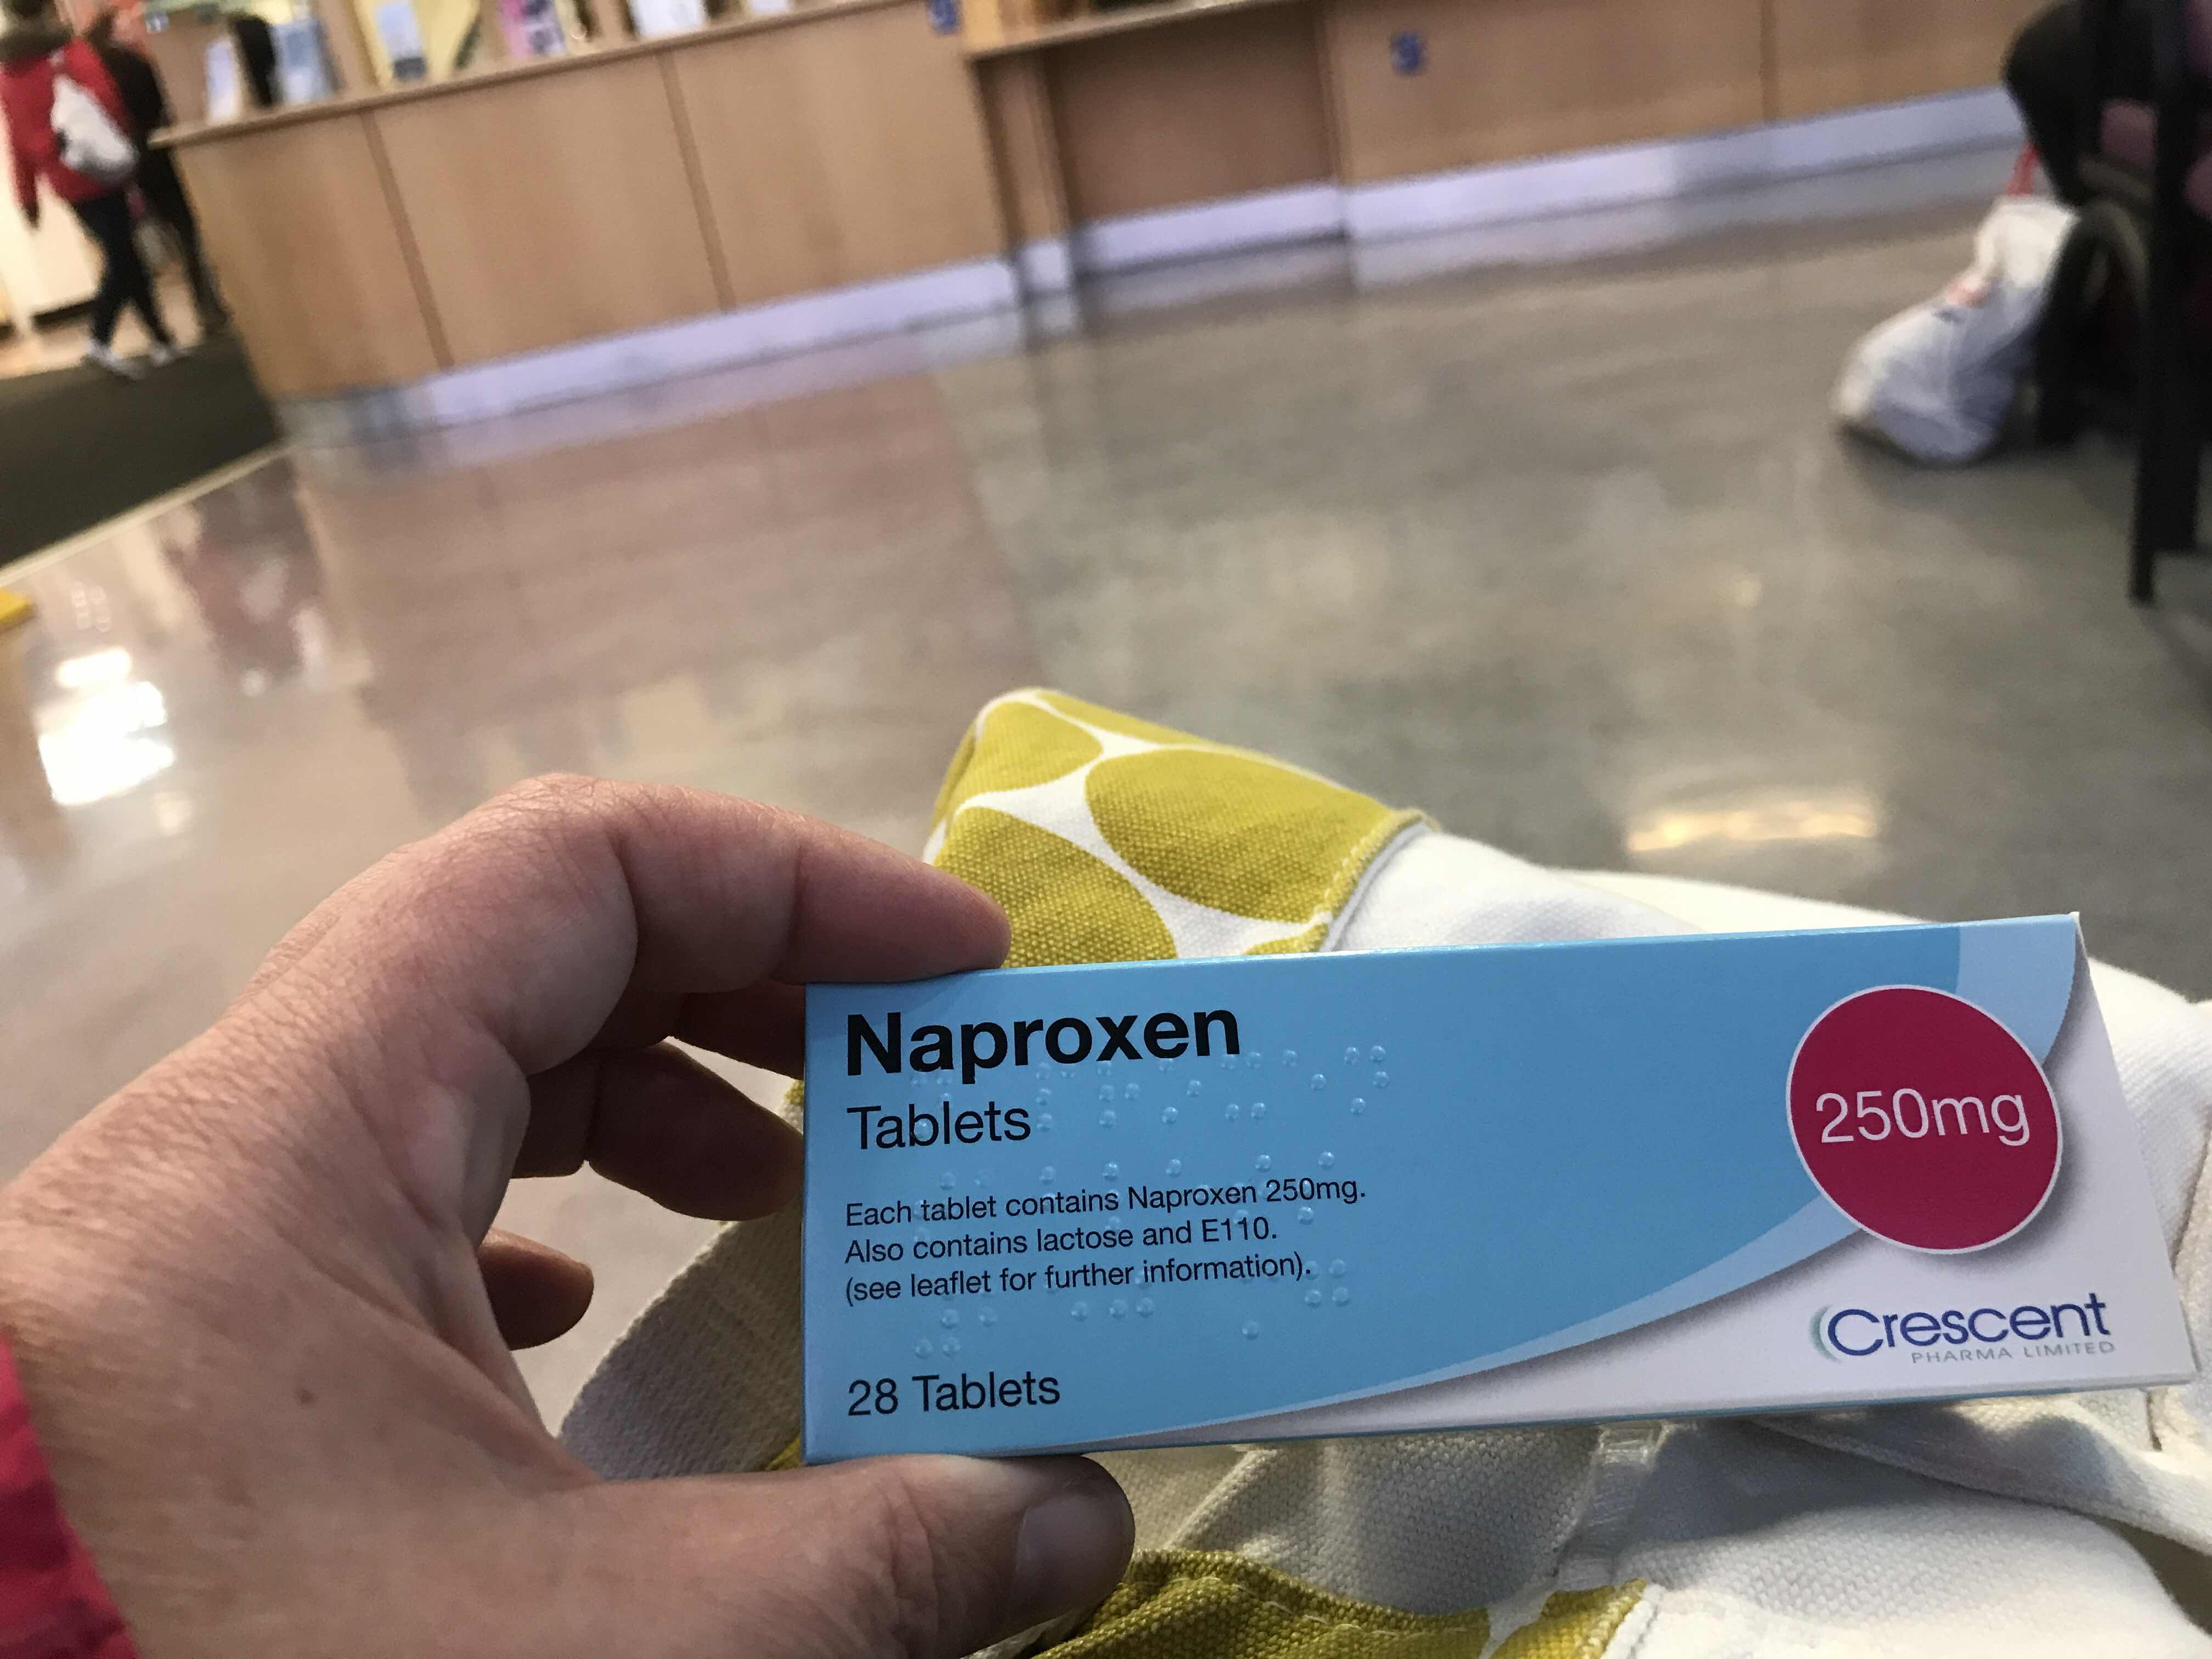 Naproxen
Tablets
250mg
Each tablet contains Naproxen 250mg.
Also contains lactose and E110.
(see leaflet for further information).
28 Tablets
Crescent
PHARMA LIMITED